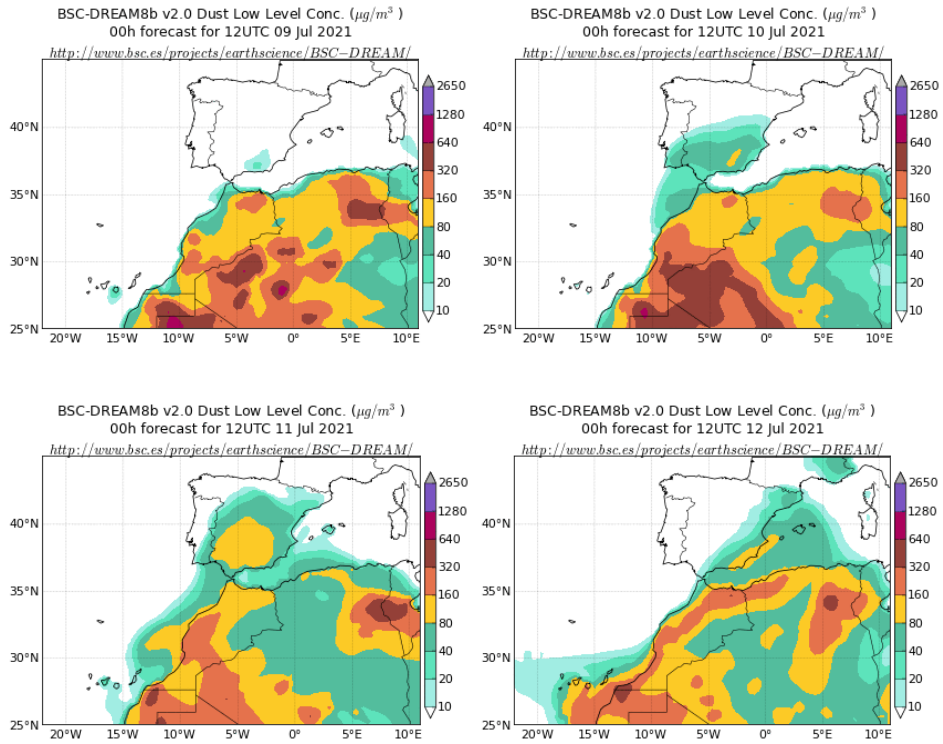 BSC-DREAM8b v2.0 Dust Low Level Conc. (μg/m³ )
00h forecast for 12UTC 09 Jul 2021
http://www.bsc.es/projects/earthscience/BSC−DREAM/
40°N
35°N
30°N
25°N
20°W 15°W 10°W 5°W 0° 5°E 10°E
2650
1280
640
320
160
80
40
20
10
BSC-DREAM8b v2.0 Dust Low Level Conc. (μg/m³ )
00h forecast for 12UTC 10 Jul 2021
http://www.bsc.es/projects/earthscience/BSC−DREAM/
40°N
35°N
30°N
25°N
20°W 15°W 10°W 5°W 0° 5°E 10°E
2650
1280
640
320
160
80
40
20
10
BSC-DREAM8b v2.0 Dust Low Level Conc. (μg/m³ )
00h forecast for 12UTC 11 Jul 2021
http://www.bsc.es/projects/earthscience/BSC−DREAM/
40°N
35°N
30°N
25°N
20°W 15°W 10°W 5°W 0° 5°E 10°E
2650
1280
640
320
160
80
40
20
10
BSC-DREAM8b v2.0 Dust Low Level Conc. (μg/m³ )
00h forecast for 12UTC 12 Jul 2021
http://www.bsc.es/projects/earthscience/BSC−DREAM/
40°N
35°N
30°N
25°N
20°W 15°W 10°W 5°W 0° 5°E 10°E
2650
1280
640
320
160
80
40
20
10